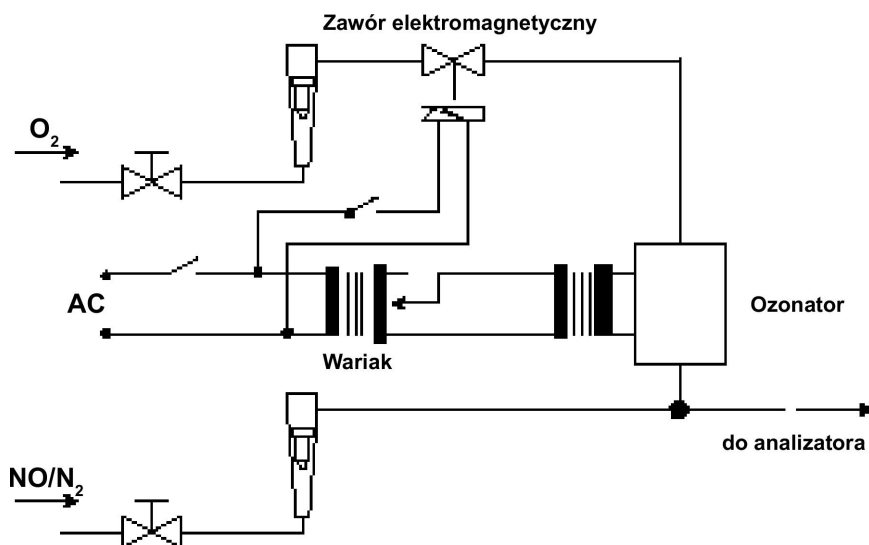 Zawór elektromagnetyczny
O₂
AC
Wariak
Ozonator
do analizatora
NO/N₂